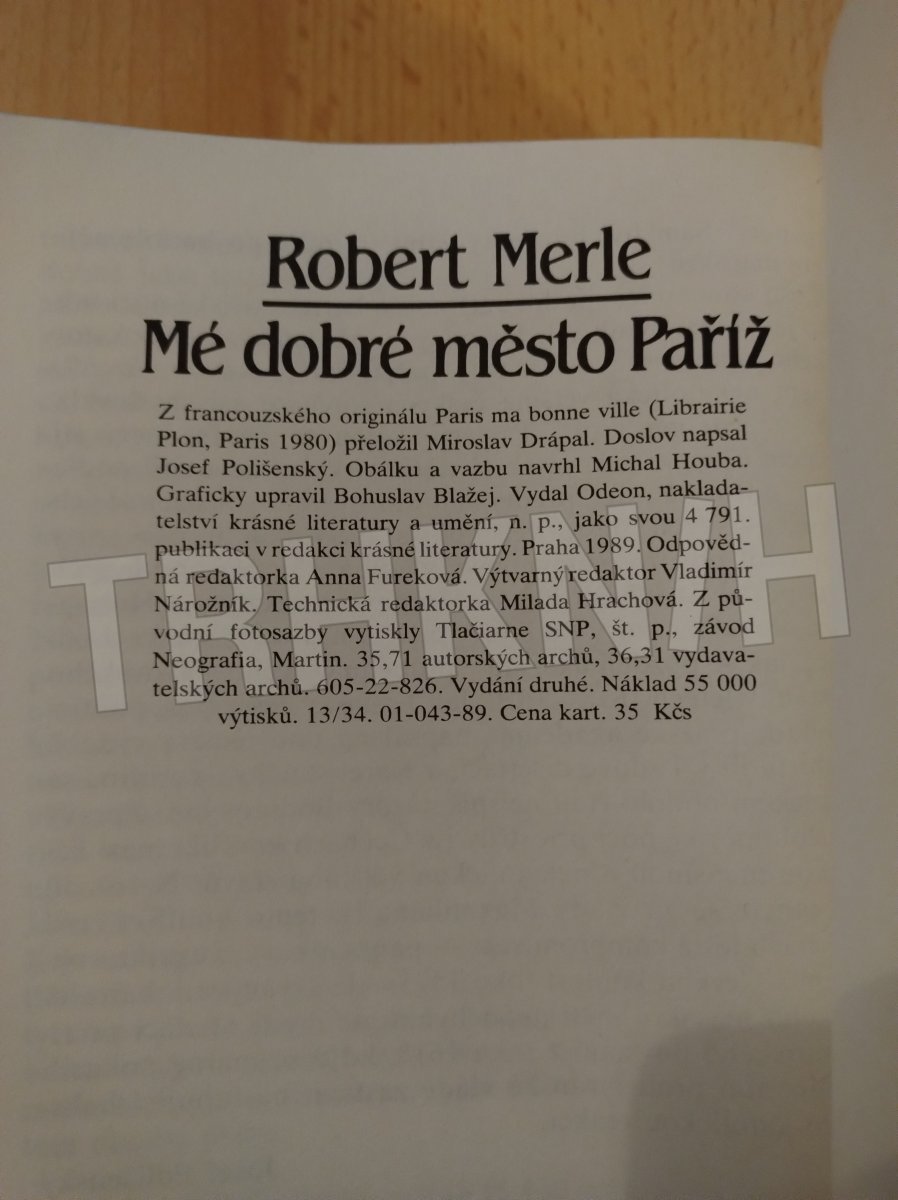 Robert Merle
Mé dobré město Paříž
Z francouzského originálu Paris ma bonne ville (Librairie
Plon, Paris 1980) přeložil Miroslav Drápal. Doslov napsal
Josef Polišenský. Obálku a vazbu navrhl Michal Houba.
Graficky upravil Bohuslav Blažej. Vydal Odeon, naklada-
telství krásné literatury a umění, n. p., jako svou 4 791.
publikaci v redakci krásné literatury. Praha 1989. Odpověd-
ná redaktorka Anna Fureková. Výtvarný redaktor Vladimír
Nárožník. Technická redaktorka Milada Hrachová. Z pů-
vodní fotosazby vytiskly Tlačiarne SNP, št. p., závod
Neografia, Martin. 35,71 autorských archů, 36,31 vydava-
telských archů. 605-22-826. Vydání druhé. Náklad 55 000
výtisků. 13/34. 01-043-89. Cena kart. 35 Kčs
TRHKNIH